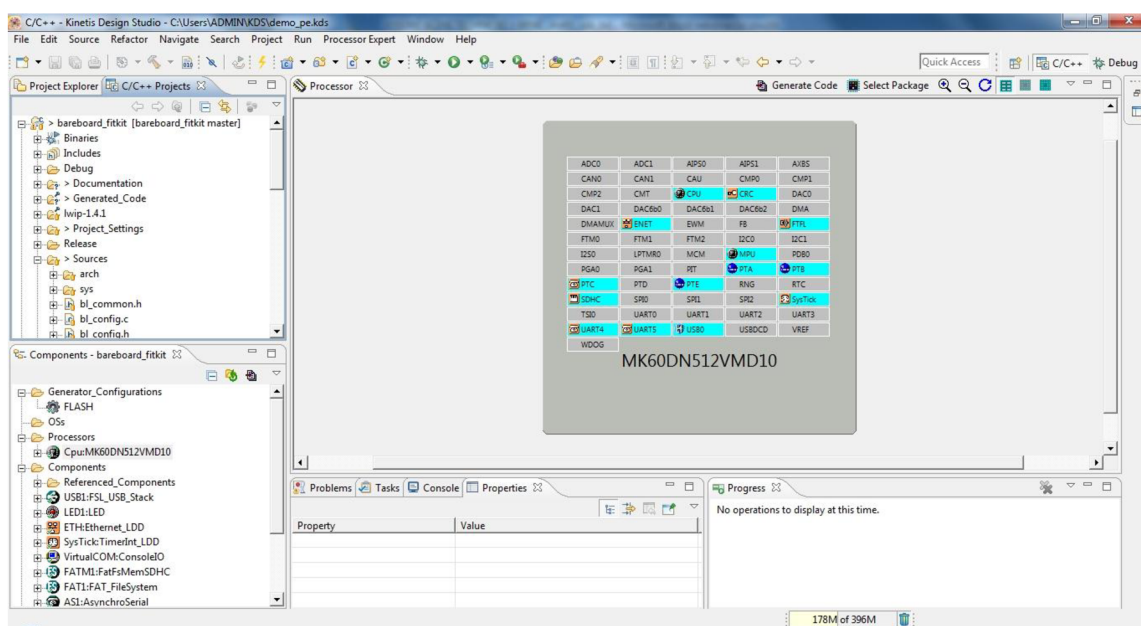 C/C++ - Kinetis Design Studio - C:\Users\ADMIN\KDS\demo_pe.kds
File Edit Source Refactor Navigate Search Project Run Processor Expert Window Help
Quick Access C/C++ Debug
Project Explorer C/C++ Projects
> bareboard_fitkit [bareboard_fitkit master]
Binaries
Includes
Debug
> Documentation
> Generated_Code
lwip-1.4.1
> Project_Settings
Release
> Sources
arch
sys
bl_common.h
bl_config.c
bl_config.h
Components - bareboard_fitkit
Generator_Configurations
FLASH
OSs
Processors
Cpu:MK60DN512VMD10
Components
Referenced_Components
USB1:FSL_USB_Stack
LED1:LED
ETH:Ethernet_LDD
SysTick:TimerInt_LDD
VirtualCOM:ConsoleIO
FATM1:FatFsMemSDHC
FAT1:FAT_FileSystem
AS1:AsynchroSerial
Processor
Generate Code Select Package
ADC0 ADC1 AIPS0 AIPS1 AXBS
CAN0 CAN1 CAU CMP0 CMP1
CMP2 CMT CPU CRC DAC0
DAC1 DAC6b0 DAC6b1 DAC6b2 DMA
DMAMUX ENET EWM FB FTFL
FTM0 FTM1 FTM2 I2C0 I2C1
I2S0 LPTMR0 MCM MPU PDB0
PGA0 PGA1 PIT PTA PTB
PTC PTD PTE RNG RTC
SDHC SPI0 SPI1 SPI2 SysTick
TSI0 UART0 UART1 UART2 UART3
UART4 UART5 USB0 USBDCD VREF
WDOG
MK60DN512VMD10
Problems Tasks Console Properties
Property Value
Progress
No operations to display at this time.
178M of 396M